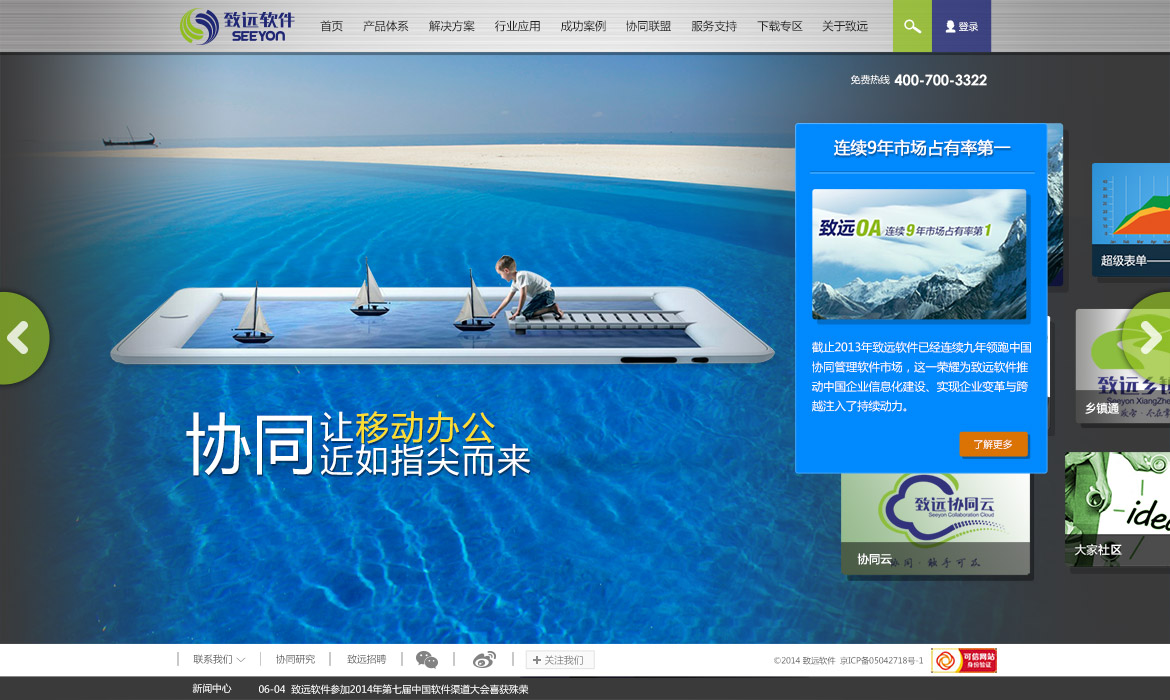 致远软件
SEEYON
首页 产品体系 解决方案 行业应用 成功案例 协同联盟 服务支持 下载专区 关于致远
登录
免费热线 400-700-3322
连续9年市场占有率第一
致远OA 连续9年市场占有率第1
截止2013年致远软件已经连续九年领跑中国
协同管理软件市场，这一荣耀为致远软件推
动中国企业信息化建设、实现企业变革与跨
越注入了持续动力。
了解更多
超级表单——
致远乡镇
Seeyon XiangZhe
乡镇通
协同 让移动办公
近如指尖而来
致远协同云
Seeyon Collaboration Cloud
协同云
同·触手可及
idea
大家社区
联系我们 协同研究 致远招聘 关注我们
©2014 致远软件 京ICP备05042718号-1
可信网站
身份验证
新闻中心 06-04 致远软件参加2014年第七届中国软件渠道大会喜获殊荣